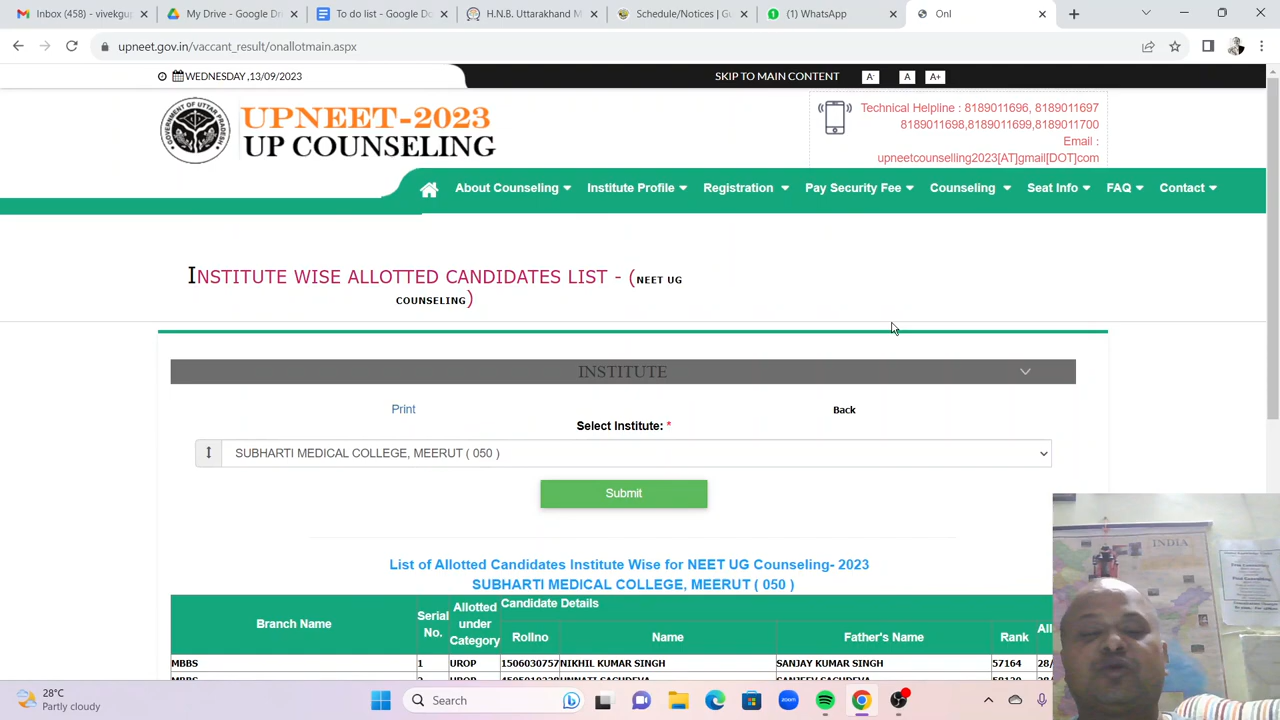 Inbox (458) - vivekgup
My Drive - Google D
To do list - Google Do
H.N.B. Uttarakhand M
Schedule/Notices | Gu
(1) WhatsApp
Onl
upneet.gov.in/vaccant_result/onallotmain.aspx
WEDNESDAY ,13/09/2023
SKIP TO MAIN CONTENT
A-
A
A+
UPNEET-2023
UP COUNSELING
Technical Helpline : 8189011696, 8189011697
8189011698,8189011699,8189011700
Email :
upneetcounselling2023[AT]gmail[DOT]com
About Counseling
Institute Profile
Registration
Pay Security Fee
Counseling
Seat Info
FAQ
Contact
INSTITUTE WISE ALLOTTED CANDIDATES LIST - (NEET UG
COUNSELING)
INSTITUTE
Print
Back
Select Institute: *
SUBHARTI MEDICAL COLLEGE, MEERUT ( 050 )
Submit
List of Allotted Candidates Institute Wise for NEET UG Counseling- 2023
SUBHARTI MEDICAL COLLEGE, MEERUT ( 050 )
Branch Name
Serial No.
Allotted under Category
Candidate Details
Rollno
Name
Father's Name
Rank
All
MBBS 1 UROP 1506030757 NIKHIL KUMAR SINGH SANJAY KUMAR SINGH 57164 28/
INDIA
28°C
Partly cloudy
Search